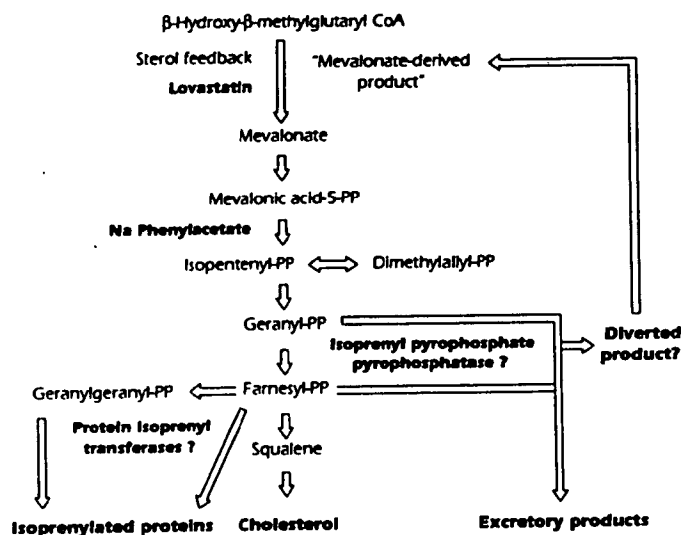 β-Hydroxy-β-methylglutaryl CoA
Sterol feedback
Lovastatin
"Mevalonate-derived
product"
Mevalonate
Mevalonic acid-5-PP
Na Phenylacetate
Isopentenyl-PP
Dimethylallyl-PP
Geranyl-PP
Isoprenyl pyrophosphate
pyrophosphatase ?
Diverted
product?
Geranylgeranyl-PP
Farnesyl-PP
Protein Isoprenyl
transferases ?
Squalene
Isoprenylated proteins
Cholesterol
Excretory products